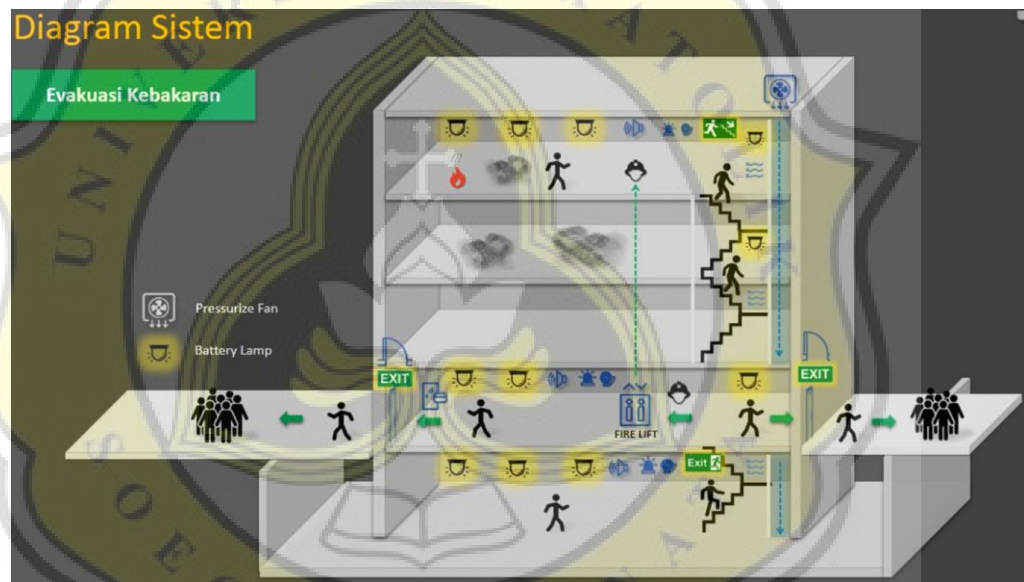 Diagram Sistem
Evakuasi Kebakaran
Pressurize Fan
Battery Lamp
EXIT
EXIT
FIRE LIFT
Exit